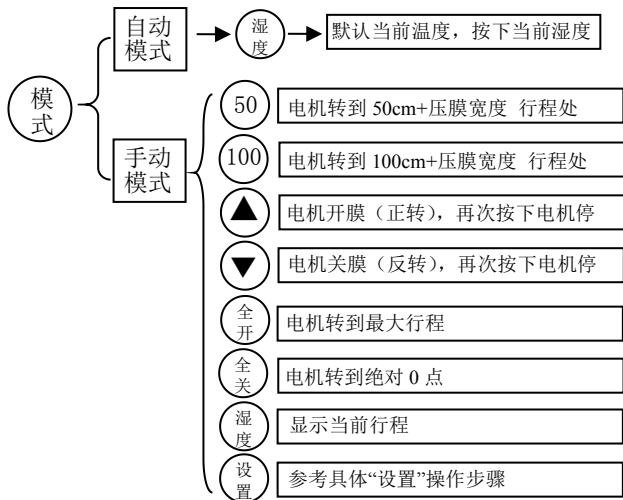 模式
自动模式
湿度
默认当前温度，按下当前湿度
手动模式
50
电机转到 50cm+压膜宽度 行程处
100
电机转到 100cm+压膜宽度 行程处
▲
电机开膜（正转），再次按下电机停
▼
电机关膜（反转），再次按下电机停
全开
电机转到最大行程
全关
电机转到绝对 0 点
湿度
显示当前行程
设置
参考具体“设置”操作步骤